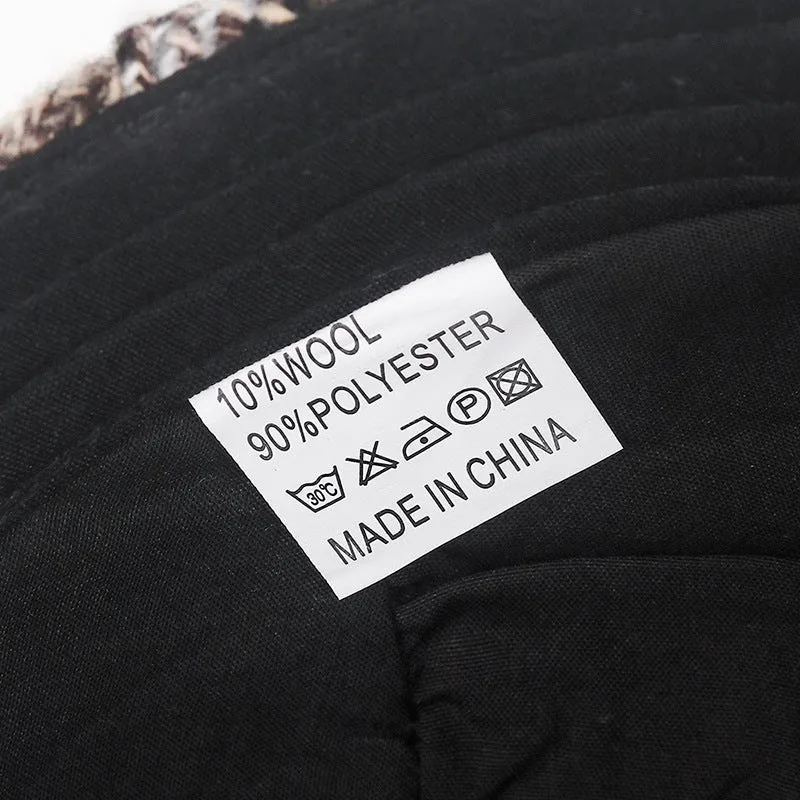 10%WOOL
90%POLYESTER
30℃ P
MADE IN CHINA